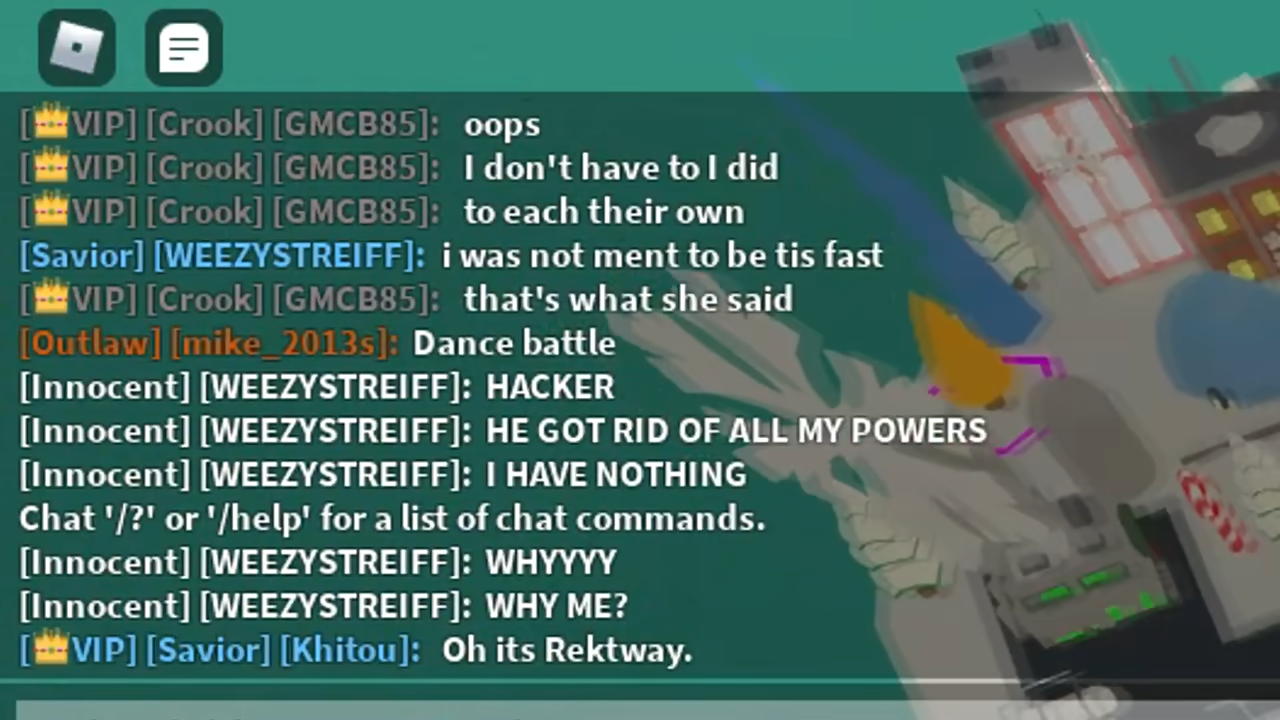 [👑VIP] [Crook] [GMCB85]: oops
[👑VIP] [Crook] [GMCB85]: I don't have to I did
[👑VIP] [Crook] [GMCB85]: to each their own
[Savior] [WEEZYSTREIFF]: i was not ment to be tis fast
[👑VIP] [Crook] [GMCB85]: that's what she said
[Outlaw] [mike_2013s]: Dance battle
[Innocent] [WEEZYSTREIFF]: HACKER
[Innocent] [WEEZYSTREIFF]: HE GOT RID OF ALL MY POWERS
[Innocent] [WEEZYSTREIFF]: I HAVE NOTHING
Chat '/?' or '/help' for a list of chat commands.
[Innocent] [WEEZYSTREIFF]: WHYYYY
[Innocent] [WEEZYSTREIFF]: WHY ME?
[👑VIP] [Savior] [Khitou]: Oh its Rektway.